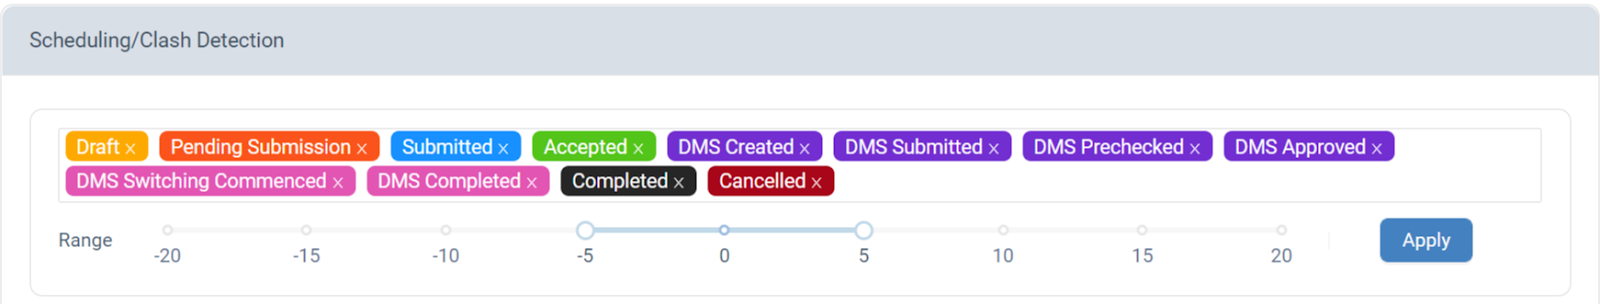 Scheduling/Clash Detection
Draft x Pending Submission x Submitted x Accepted x DMS Created x DMS Submitted x DMS Prechecked x DMS Approved x
DMS Switching Commenced x DMS Completed x Completed x Cancelled x
Range Apply
-20 -15 -10 -5 0 5 10 15 20